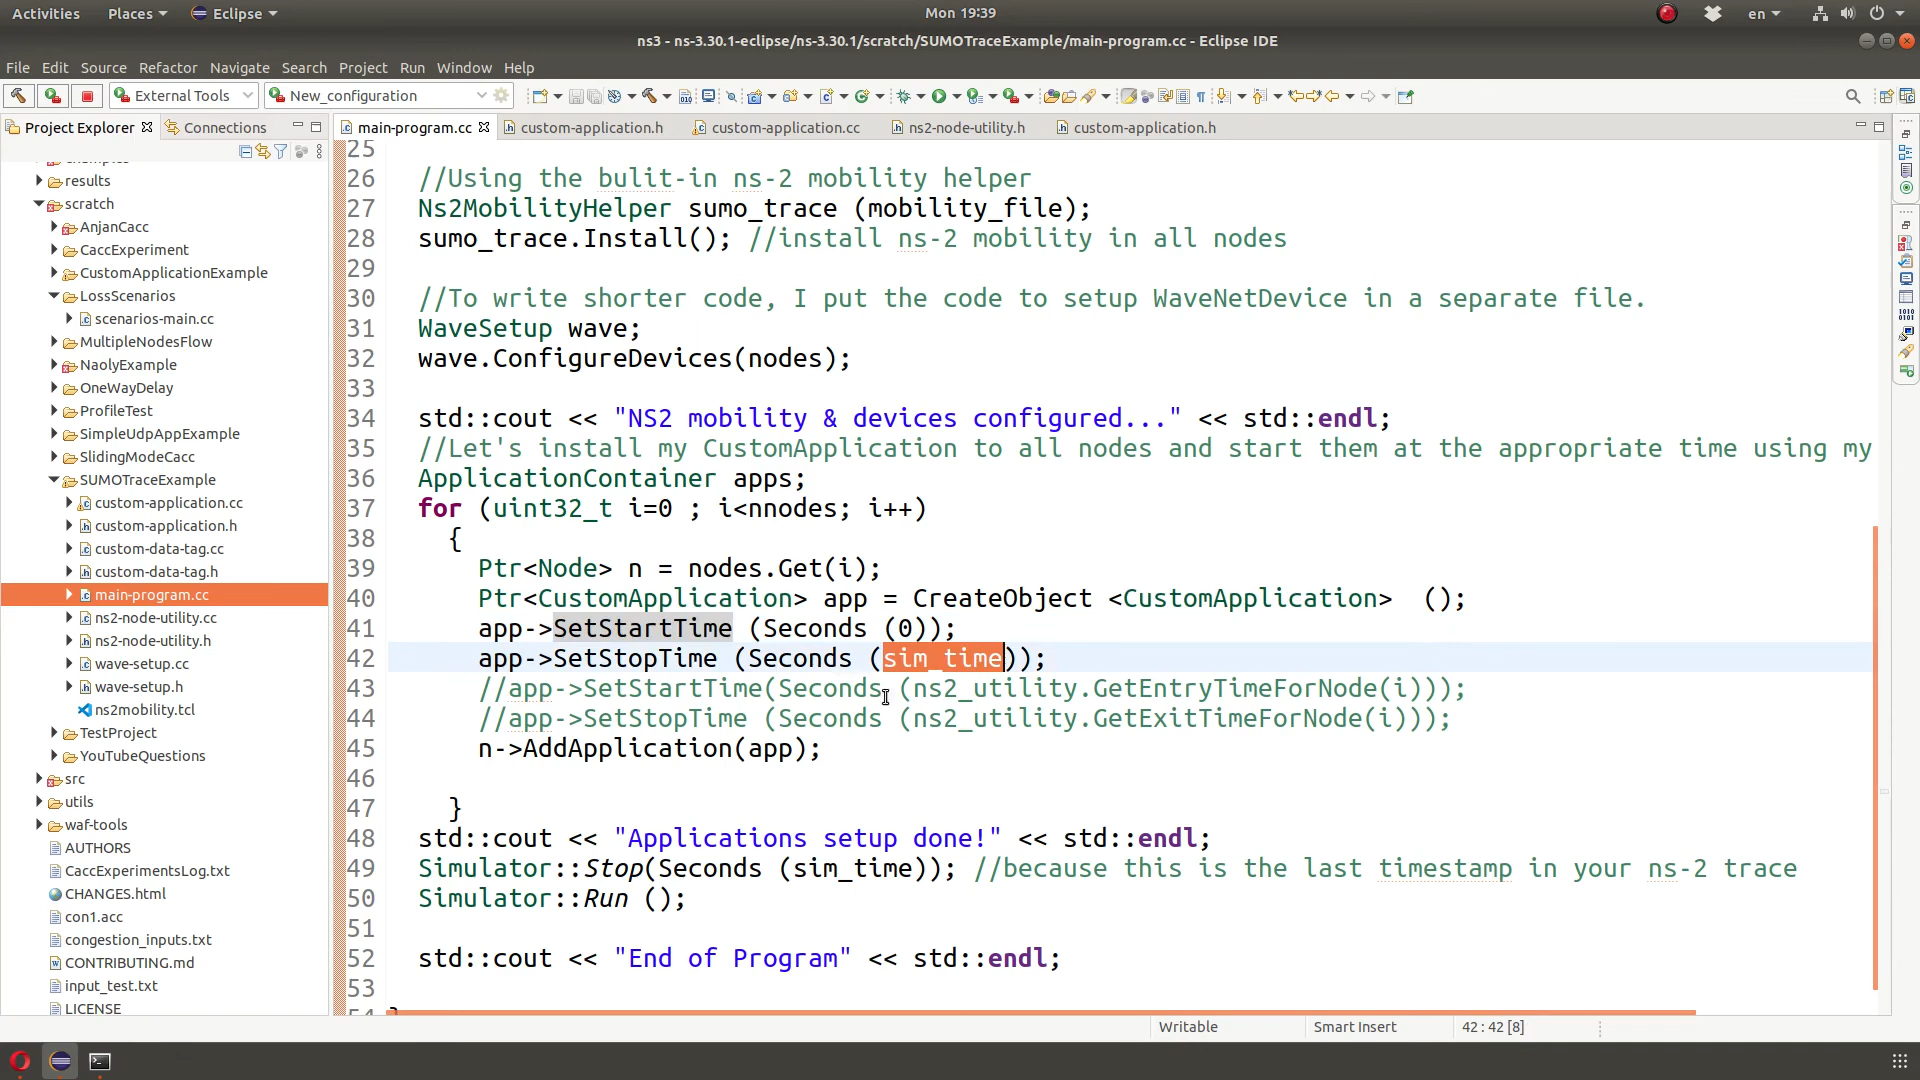 Activities Places Eclipse Mon 19:39 en
ns3 - ns-3.30.1-eclipse/ns-3.30.1/scratch/SUMOTraceExample/main-program.cc - Eclipse IDE
File Edit Source Refactor Navigate Search Project Run Window Help
External Tools New_configuration
Project Explorer Connections
main-program.cc custom-application.h custom-application.cc ns2-node-utility.h custom-application.h
results
scratch
AnjanCacc
CaccExperiment
CustomApplicationExample
LossScenarios
scenarios-main.cc
MultipleNodesFlow
NaolyExample
OneWayDelay
ProfileTest
SimpleUdpAppExample
SlidingModeCacc
SUMOTraceExample
custom-application.cc
custom-application.h
custom-data-tag.cc
custom-data-tag.h
main-program.cc
ns2-node-utility.cc
ns2-node-utility.h
wave-setup.cc
wave-setup.h
ns2mobility.tcl
TestProject
YouTubeQuestions
src
utils
waf-tools
AUTHORS
CaccExperimentsLog.txt
CHANGES.html
con1.acc
congestion_inputs.txt
CONTRIBUTING.md
input_test.txt
LICENSE
25
26 //Using the bulit-in ns-2 mobility helper
27 Ns2MobilityHelper sumo_trace (mobility_file);
28 sumo_trace.Install(); //install ns-2 mobility in all nodes
29
30 //To write shorter code, I put the code to setup WaveNetDevice in a separate file.
31 WaveSetup wave;
32 wave.ConfigureDevices(nodes);
33
34 std::cout << "NS2 mobility & devices configured..." << std::endl;
35 //Let's install my CustomApplication to all nodes and start them at the appropriate time using my
36 ApplicationContainer apps;
37 for (uint32_t i=0 ; i<nnodes; i++)
38 {
39 Ptr<Node> n = nodes.Get(i);
40 Ptr<CustomApplication> app = CreateObject <CustomApplication> ();
41 app->SetStartTime (Seconds (0));
42 app->SetStopTime (Seconds (sim_time));
43 //app->SetStartTime(Seconds (ns2_utility.GetEntryTimeForNode(i)));
44 //app->SetStopTime (Seconds (ns2_utility.GetExitTimeForNode(i)));
45 n->AddApplication(app);
46
47 }
48 std::cout << "Applications setup done!" << std::endl;
49 Simulator::Stop(Seconds (sim_time)); //because this is the last timestamp in your ns-2 trace
50 Simulator::Run ();
51
52 std::cout << "End of Program" << std::endl;
53
Writable Smart Insert 42 : 42 [8]